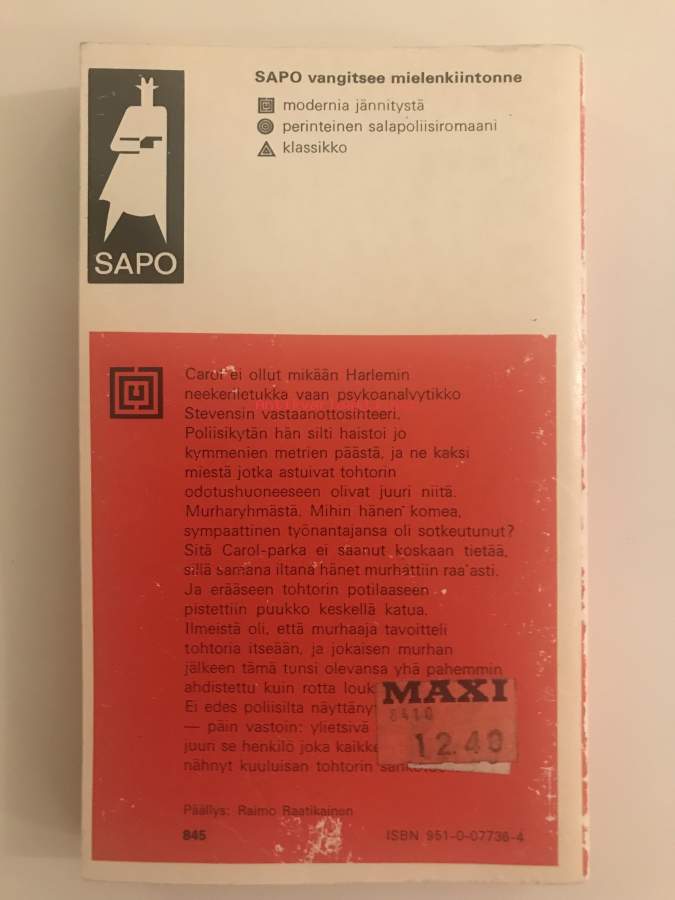 SAPO vangitsee mielenkiintonne
modernia jännitystä
perinteinen salapoliisiromaani
klassikko
SAPO
Carol ei ollut mikään Harlemin
neekeriletukka vaan psykoanalyytikko
Stevensin vastaanottosihteeri.
Poliisikytän hän silti haistoi jo
kymmenien metrien päästä, ja ne kaksi
miestä jotka astuivat tohtorin
odotushuoneeseen olivat juuri niitä.
Murharyhmästä. Mihin hänen komea,
sympaattinen työnantajansa oli sotkeutunut?
Sitä Carol-parka ei saanut koskaan tietää,
sillä samana iltana hänet murhattiin raa'asti.
Ja erääseen tohtorin potilaaseen
pistettiin puukko keskellä katua.
Ilmeistä oli, että murhaaja tavoitteli
tohtoria itseään, ja jokaisen murhan
jälkeen tämä tunsi olevansa yhä pahemmin
ahdistettu kuin rotta
Ei edes poliisilta
— päin vastoin: ylietsivä
juuri se henkilö joka
nähnyt kuuluisan tohtorin
MAXI
8410
12.40
Päällys: Raimo Raatikainen
845
ISBN 951-0-07736-4